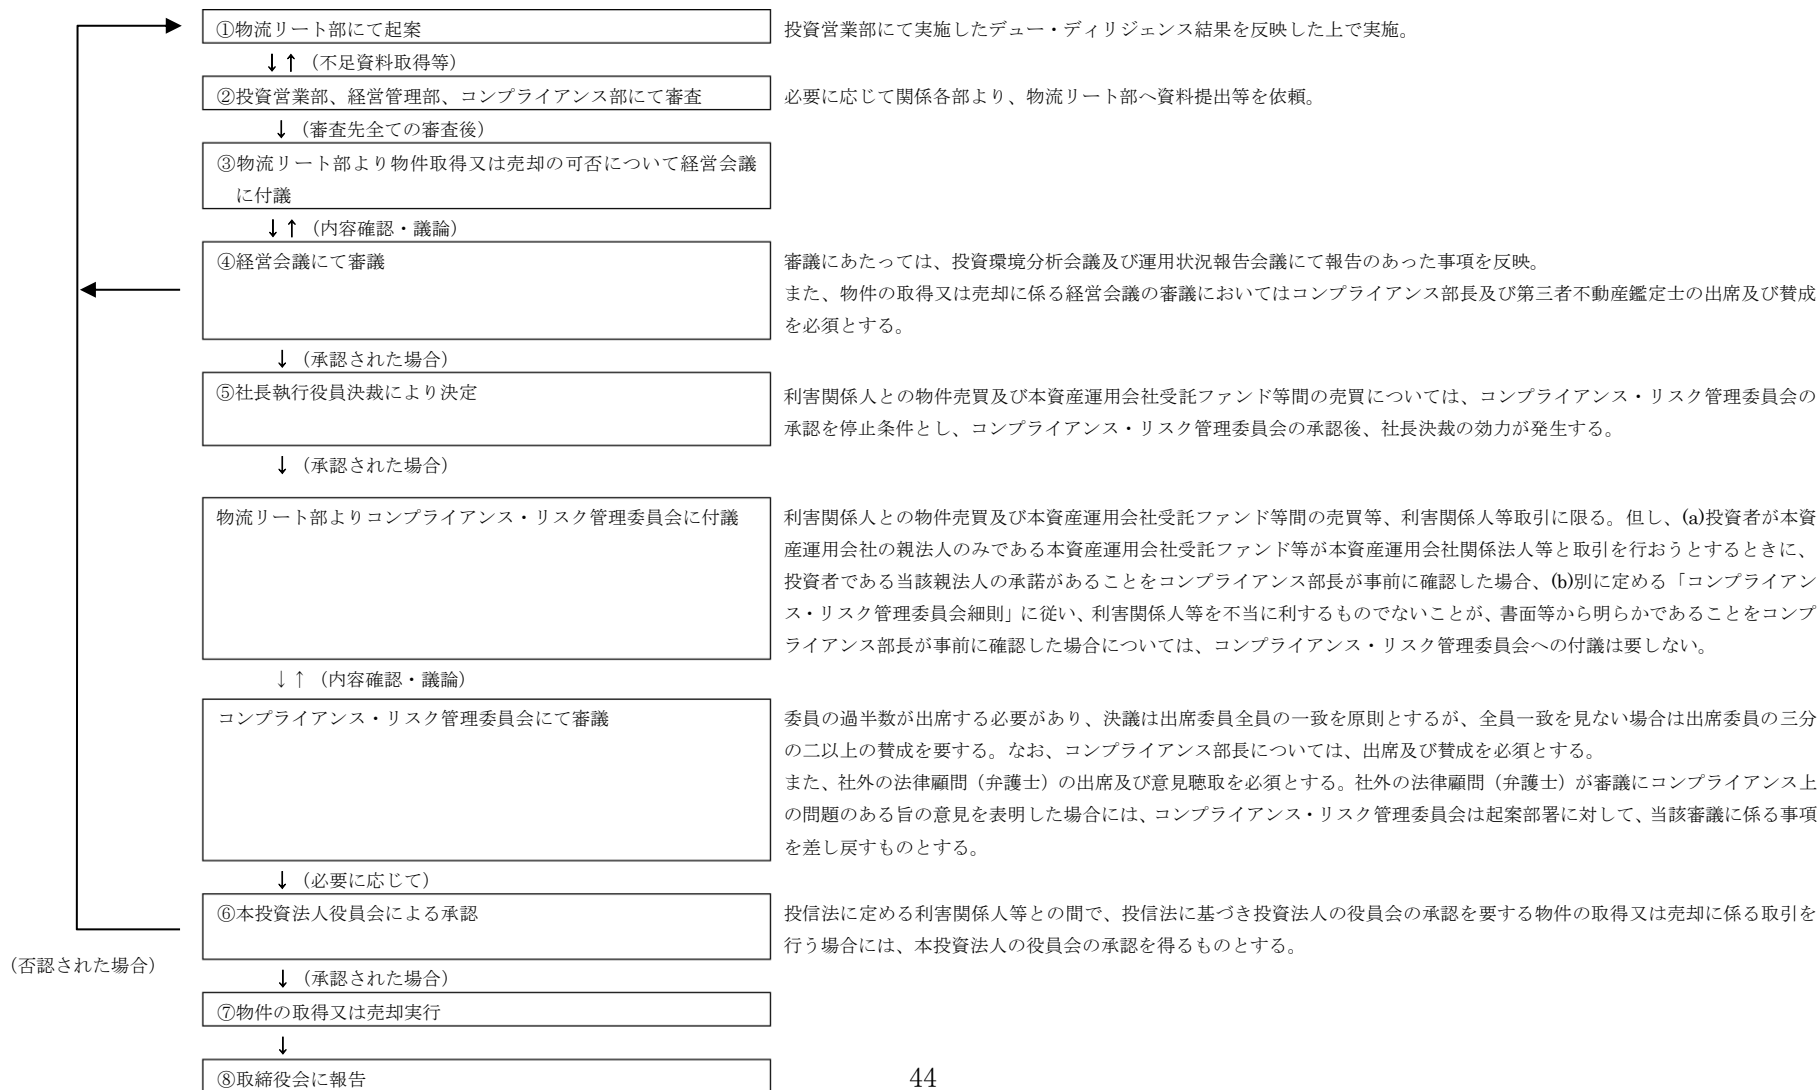 ①物流リート部にて起案
投資営業部にて実施したデュー・ディリジェンス結果を反映した上で実施。
↓↑（不足資料取得等）
②投資営業部、経営管理部、コンプライアンス部にて審査
必要に応じて関係各部より、物流リート部へ資料提出等を依頼。
↓（審査先全ての審査後）
③物流リート部より物件取得又は売却の可否について経営会議
に付議
↓↑（内容確認・議論）
④経営会議にて審議
審議にあたっては、投資環境分析会議及び運用状況報告会議にて報告のあった事項を反映。
また、物件の取得又は売却に係る経営会議の審議においてはコンプライアンス部長及び第三者不動産鑑定士の出席及び賛成
を必須とする。
↓（承認された場合）
⑤社長執行役員決裁により決定
利害関係人との物件売買及び本資産運用会社受託ファンド等間の売買については、コンプライアンス・リスク管理委員会の
承認を停止条件とし、コンプライアンス・リスク管理委員会の承認後、社長決裁の効力が発生する。
↓（承認された場合）
物流リート部よりコンプライアンス・リスク管理委員会に付議
利害関係人との物件売買及び本資産運用会社受託ファンド等間の売買等、利害関係人等取引に限る。但し、(a)投資者が本資
産運用会社の親法人のみである本資産運用会社受託ファンド等が本資産運用会社関係法人等と取引を行おうとするときに、
投資者である当該親法人の承諾があることをコンプライアンス部長が事前に確認した場合、(b)別に定める「コンプライアン
ス・リスク管理委員会細則」に従い、利害関係人等を不当に利するものでないことが、書面等から明らかであることをコンプ
ライアンス部長が事前に確認した場合については、コンプライアンス・リスク管理委員会への付議は要しない。
↓↑（内容確認・議論）
コンプライアンス・リスク管理委員会にて審議
委員の過半数が出席する必要があり、決議は出席委員全員の一致を原則とするが、全員一致を見ない場合は出席委員の三分
の二以上の賛成を要する。なお、コンプライアンス部長については、出席及び賛成を必須とする。
また、社外の法律顧問（弁護士）の出席及び意見聴取を必須とする。社外の法律顧問（弁護士）が審議にコンプライアンス上
の問題のある旨の意見を表明した場合には、コンプライアンス・リスク管理委員会は起案部署に対して、当該審議に係る事項
を差し戻すものとする。
↓（必要に応じて）
⑥本投資法人役員会による承認
投信法に定める利害関係人等との間で、投信法に基づき投資法人の役員会の承認を要する物件の取得又は売却に係る取引を
行う場合には、本投資法人の役員会の承認を得るものとする。
（否認された場合）
↓（承認された場合）
⑦物件の取得又は売却実行
↓
⑧取締役会に報告
44